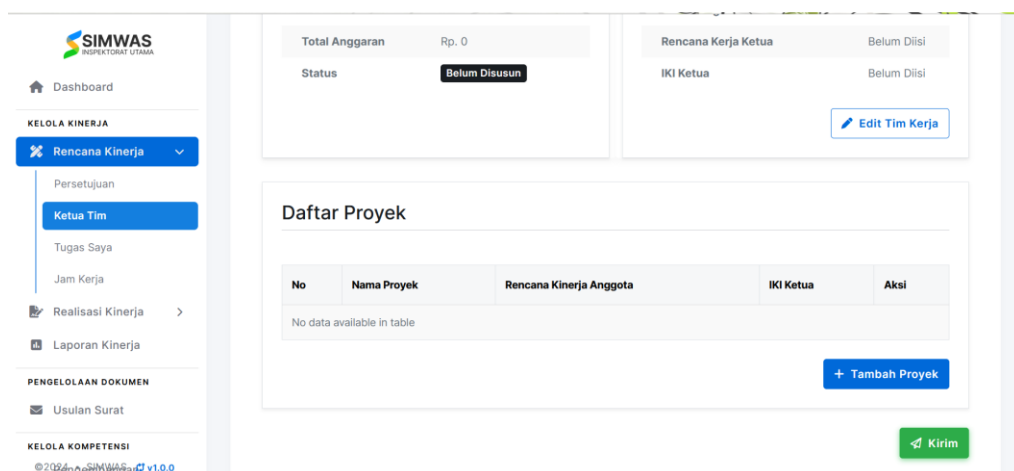 SIMWAS
INSPEKTORAT UTAMA
Dashboard
KELOLA KINERJA
Rencana Kinerja
Persetujuan
Ketua Tim
Tugas Saya
Jam Kerja
Realisasi Kinerja
Laporan Kinerja
PENGELOLAAN DOKUMEN
Usulan Surat
KELOLA KOMPETENSI
©2024 SIMWAS v1.0.0
Total Anggaran Rp. 0
Status Belum Disusun
Rencana Kerja Ketua Belum Diisi
IKI Ketua Belum Diisi
Edit Tim Kerja
Daftar Proyek
No Nama Proyek Rencana Kinerja Anggota IKI Ketua Aksi
No data available in table
+ Tambah Proyek
Kirim